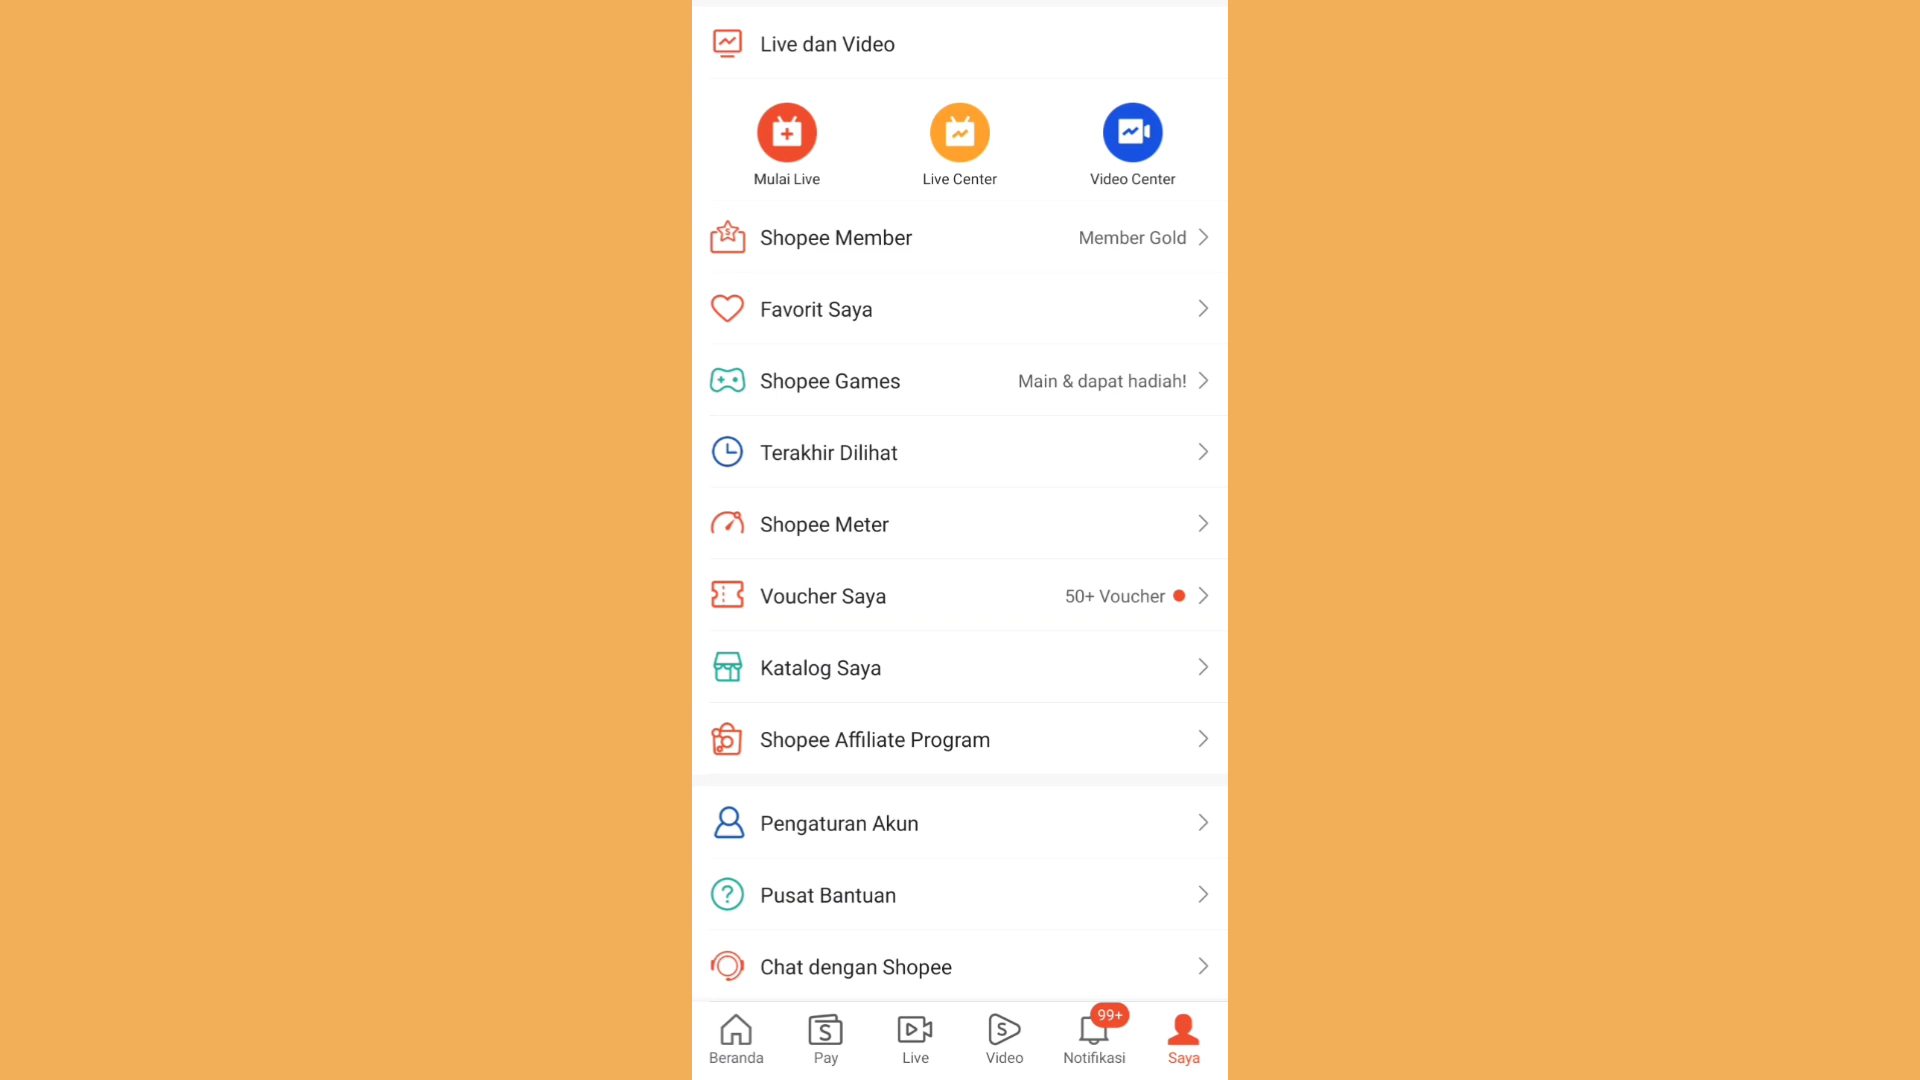 Live dan Video
Mulai Live
Live Center
Video Center
Shopee Member
Member Gold
Favorit Saya
Shopee Games
Main & dapat hadiah!
Terakhir Dilihat
Shopee Meter
Voucher Saya
50+ Voucher
Katalog Saya
Shopee Affiliate Program
Pengaturan Akun
Pusat Bantuan
Chat dengan Shopee
99+
Beranda
Pay
Live
Video
Notifikasi
Saya